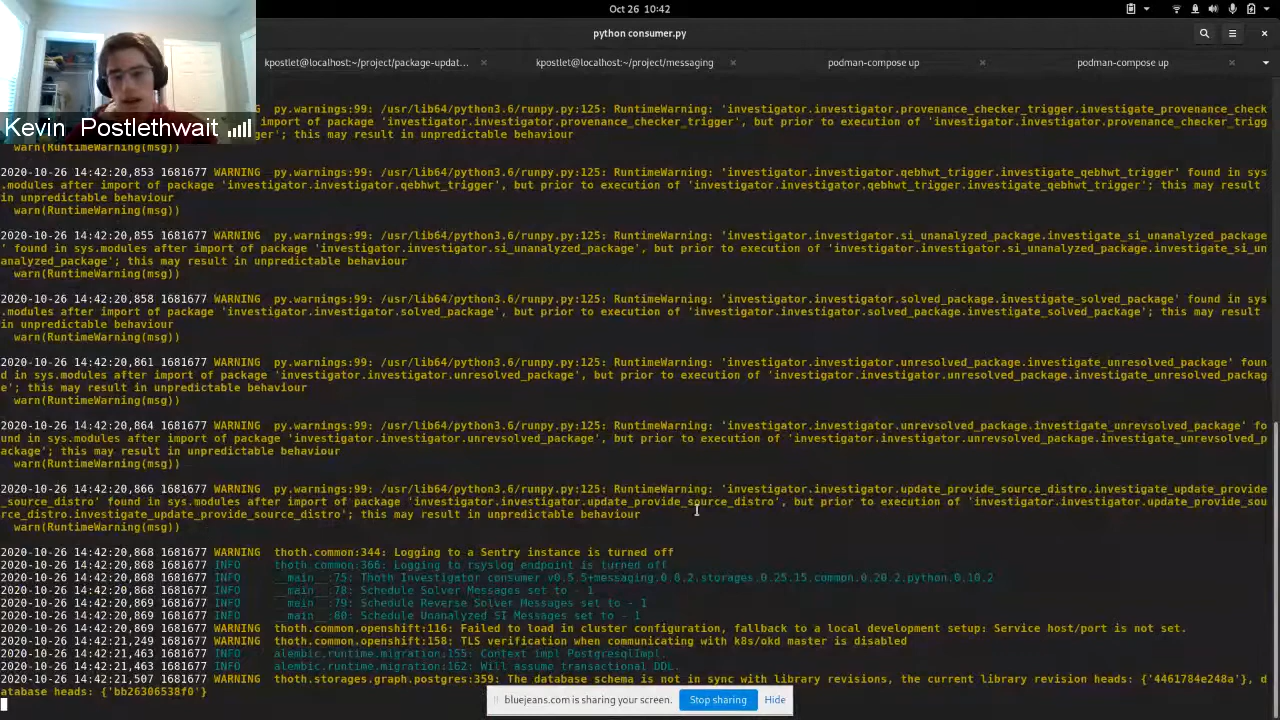 Oct 26 10:42
python consumer.py
kpostlet@localhost:~/project/package-updat...
kpostlet@localhost:~/project/messaging
podman-compose up
podman-compose up
Kevin Postlethwait
py.warnings:99: /usr/lib64/python3.6/runpy.py:125: RuntimeWarning: 'investigator.investigator.provenance_checker_trigger.investigate_provenance_check
import of package 'investigator.investigator.provenance_checker_trigger', but prior to execution of 'investigator.investigator.provenance_checker_trigg
; this may result in unpredictable behaviour
warn(RuntimeWarning(msg))
2020-10-26 14:42:20,853 1681677 WARNING  py.warnings:99: /usr/lib64/python3.6/runpy.py:125: RuntimeWarning: 'investigator.investigator.qebhwt_trigger.investigate_qebhwt_trigger' found in sys
.modules after import of package 'investigator.investigator.qebhwt_trigger', but prior to execution of 'investigator.investigator.qebhwt_trigger.investigate_qebhwt_trigger'; this may result
in unpredictable behaviour
warn(RuntimeWarning(msg))
2020-10-26 14:42:20,855 1681677 WARNING  py.warnings:99: /usr/lib64/python3.6/runpy.py:125: RuntimeWarning: 'investigator.investigator.si_unanalyzed_package.investigate_si_unanalyzed_package
' found in sys.modules after import of package 'investigator.investigator.si_unanalyzed_package', but prior to execution of 'investigator.investigator.si_unanalyzed_package.investigate_si_un
analyzed_package'; this may result in unpredictable behaviour
warn(RuntimeWarning(msg))
2020-10-26 14:42:20,858 1681677 WARNING  py.warnings:99: /usr/lib64/python3.6/runpy.py:125: RuntimeWarning: 'investigator.investigator.solved_package.investigate_solved_package' found in sys
.modules after import of package 'investigator.investigator.solved_package', but prior to execution of 'investigator.investigator.solved_package.investigate_solved_package'; this may result
in unpredictable behaviour
warn(RuntimeWarning(msg))
2020-10-26 14:42:20,861 1681677 WARNING  py.warnings:99: /usr/lib64/python3.6/runpy.py:125: RuntimeWarning: 'investigator.investigator.unresolved_package.investigate_unresolved_package' foun
d in sys.modules after import of package 'investigator.investigator.unresolved_package', but prior to execution of 'investigator.investigator.unresolved_package.investigate_unresolved_packag
e'; this may result in unpredictable behaviour
warn(RuntimeWarning(msg))
2020-10-26 14:42:20,864 1681677 WARNING  py.warnings:99: /usr/lib64/python3.6/runpy.py:125: RuntimeWarning: 'investigator.investigator.unrevsolved_package.investigate_unrevsolved_package' fo
und in sys.modules after import of package 'investigator.investigator.unrevsolved_package', but prior to execution of 'investigator.investigator.unrevsolved_package.investigate_unrevsolved_p
ackage'; this may result in unpredictable behaviour
warn(RuntimeWarning(msg))
2020-10-26 14:42:20,866 1681677 WARNING  py.warnings:99: /usr/lib64/python3.6/runpy.py:125: RuntimeWarning: 'investigator.investigator.update_provide_source_distro.investigate_update_provide
_source_distro' found in sys.modules after import of package 'investigator.investigator.update_provide_source_distro', but prior to execution of 'investigator.investigator.update_provide_sou
rce_distro.investigate_update_provide_source_distro'; this may result in unpredictable behaviour
warn(RuntimeWarning(msg))
2020-10-26 14:42:20,868 1681677 WARNING  thoth.common:344: Logging to a Sentry instance is turned off
2020-10-26 14:42:20,868 1681677 INFO     thoth.common:366: Logging to rsyslog endpoint is turned off
2020-10-26 14:42:20,868 1681677 INFO     __main__:75: Thoth Investigator consumer v0.5.5+messaging.0.8.2.storages.0.25.15.common.0.20.2.python.0.10.2
2020-10-26 14:42:20,868 1681677 INFO     __main__:78: Schedule Solver Messages set to - 1
2020-10-26 14:42:20,869 1681677 INFO     __main__:79: Schedule Reverse Solver Messages set to - 1
2020-10-26 14:42:20,869 1681677 INFO     __main__:80: Schedule Unanalyzed SI Messages set to - 1
2020-10-26 14:42:20,869 1681677 WARNING  thoth.common.openshift:116: Failed to load in cluster configuration, fallback to a local development setup: Service host/port is not set.
2020-10-26 14:42:21,249 1681677 WARNING  thoth.common.openshift:158: TLS verification when communicating with k8s/okd master is disabled
2020-10-26 14:42:21,463 1681677 INFO     alembic.runtime.migration:155: Context impl PostgresqlImpl.
2020-10-26 14:42:21,463 1681677 INFO     alembic.runtime.migration:162: Will assume transactional DDL.
2020-10-26 14:42:21,507 1681677 WARNING  thoth.storages.graph.postgres:359: The database schema is not in sync with library revisions, the current library revision heads: {'4461784e248a'}, d
atabase heads: {'bb26306538f0'}
bluejeans.com is sharing your screen.
Stop sharing
Hide